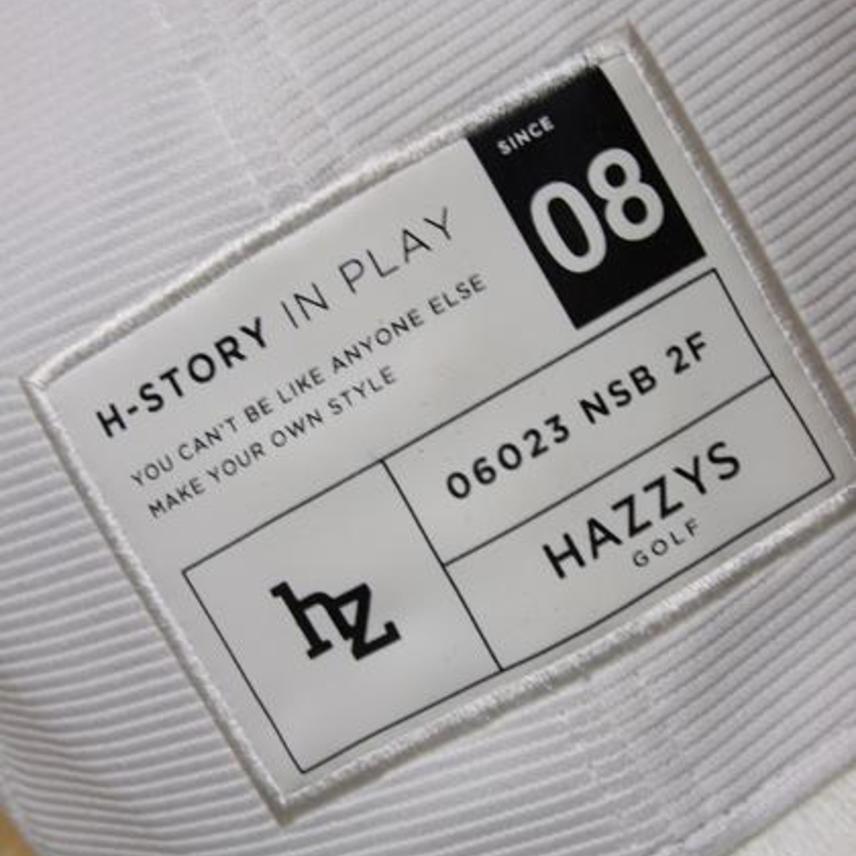 SINCE
08
H-STORY IN PLAY
YOU CAN'T BE LIKE ANYONE ELSE
MAKE YOUR OWN STYLE
06023 NSB 2F
hz
HAZZYS
GOLF